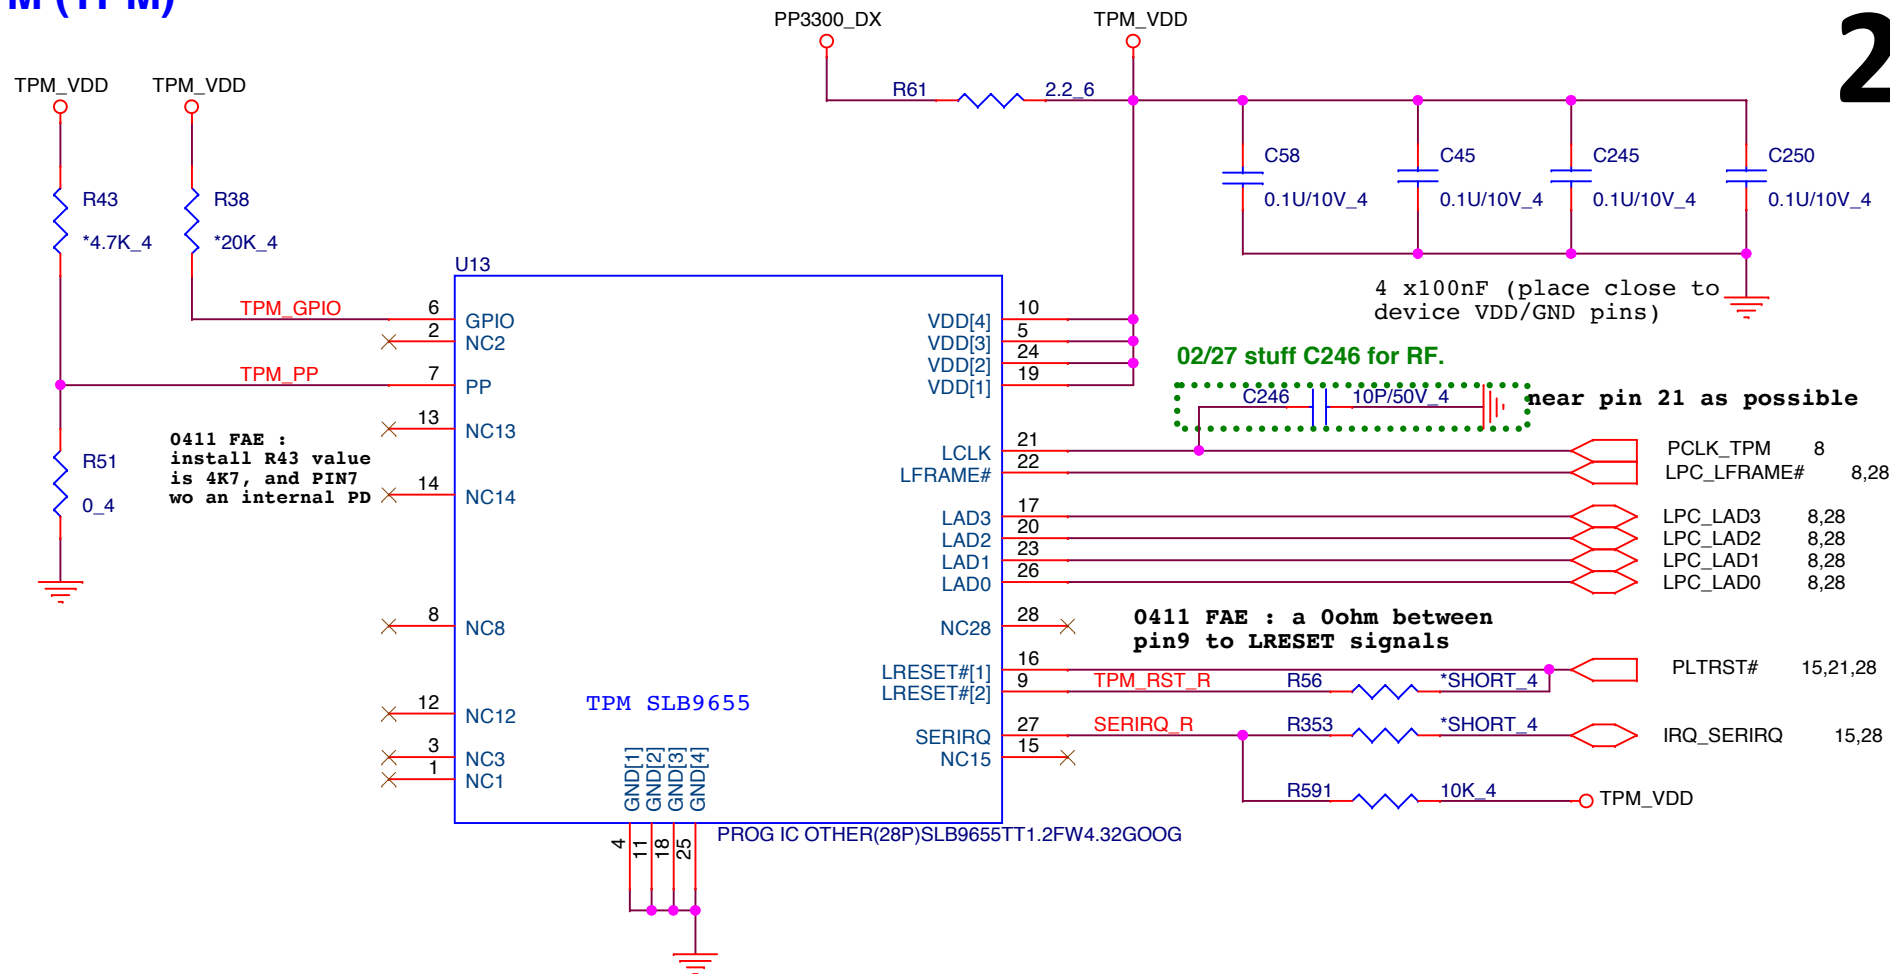 M (TPM)
2
PP3300_DX
TPM_VDD
TPM_VDD
TPM_VDD
R61
2.2_6
R43
*4.7K_4
R38
*20K_4
C58
0.1U/10V_4
C45
0.1U/10V_4
C245
0.1U/10V_4
C250
0.1U/10V_4
4 x100nF (place close to
device VDD/GND pins)
U13
TPM_GPIO
6
GPIO
2
NC2
TPM_PP
7
PP
13
NC13
14
NC14
8
NC8
12
NC12
3
NC3
1
NC1
0411 FAE :
install R43 value
is 4K7, and PIN7
wo an internal PD
R51
0_4
VDD[4]
10
VDD[3]
5
VDD[2]
24
VDD[1]
19
02/27 stuff C246 for RF.
C246
10P/50V_4
near pin 21 as possible
LCLK
21
PCLK_TPM 8
LFRAME#
22
LPC_LFRAME# 8,28
LAD3
17
LPC_LAD3 8,28
LAD2
20
LPC_LAD2 8,28
LAD1
23
LPC_LAD1 8,28
LAD0
26
LPC_LAD0 8,28
NC28
28
0411 FAE : a 0ohm between
pin9 to LRESET signals
LRESET#[1]
16
PLTRST# 15,21,28
LRESET#[2]
9
TPM_RST_R
R56
*SHORT_4
SERIRQ
27
SERIRQ_R
R353
*SHORT_4
IRQ_SERIRQ 15,28
NC15
15
R591
10K_4
TPM_VDD
TPM SLB9655
GND[1]
GND[2]
GND[3]
GND[4]
4
11
18
25
PROG IC OTHER(28P)SLB9655TT1.2FW4.32GOOG